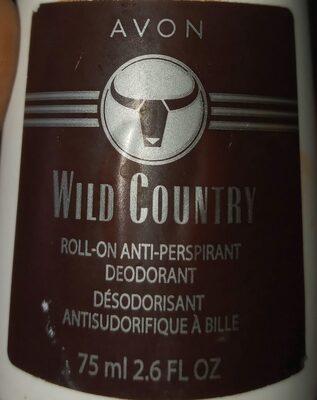 AVON
WILD COUNTRY
ROLL-ON ANTI-PERSPIRANT
DEODORANT
DÉSODORISANT
ANTISUDORIFIQUE À BILLE
75 ml 2.6 FL OZ